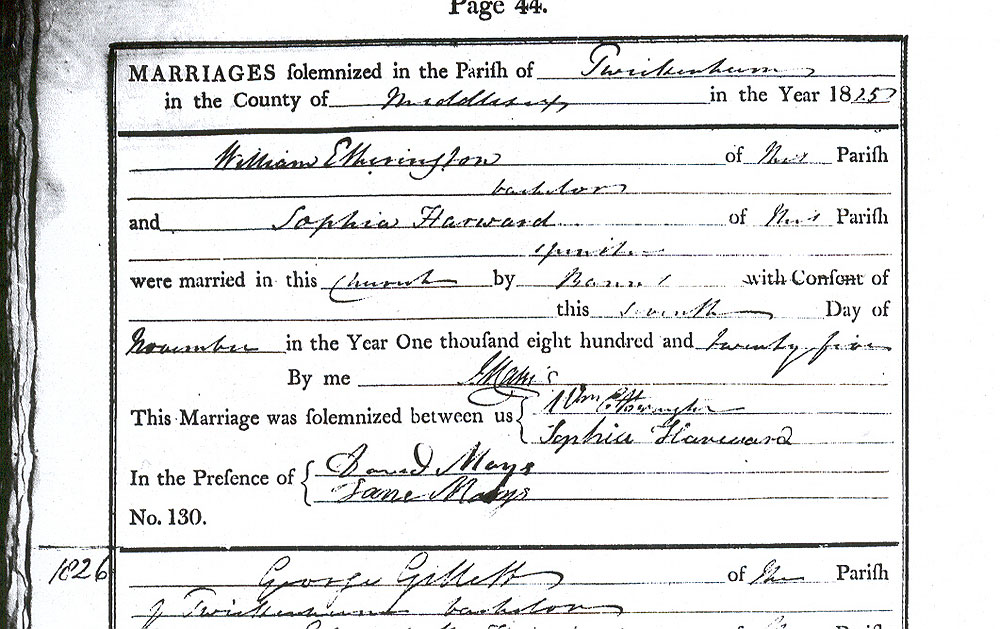 Page 44.
MARRIAGES solemnized in the Parish of Twickenham
in the County of Middlesex in the Year 1825
William Etherington of this Parish
bachelor
and Sophia Harward of this Parish
spinster
were married in this Church by Banns with Consent of
this seventh Day of
November in the Year One thousand eight hundred and twenty five
By me
This Marriage was solemnized between us { Wm Etherington
Sophia Harward
In the Presence of { David Mays
Jane Mays
No. 130.
1826 George Gillett of the Parish
of Twickenham bachelor